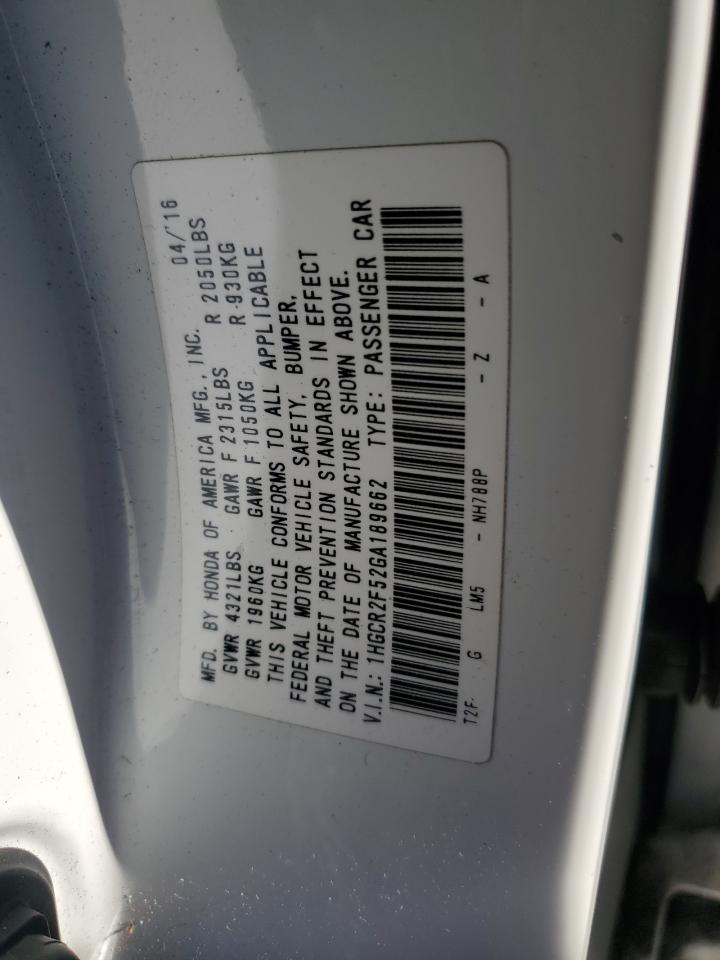 MFD. BY HONDA OF AMERICA MFG., INC. 04/'16
GVWR 4321LBS GAWR F 2315LBS R 2050LBS
GVWR 1960KG GAWR F 1050KG R 930KG
THIS VEHICLE CONFORMS TO ALL APPLICABLE
FEDERAL MOTOR VEHICLE SAFETY, BUMPER,
AND THEFT PREVENTION STANDARDS IN EFFECT
ON THE DATE OF MANUFACTURE SHOWN ABOVE.
V.I.N.: 1HGCR2F52GA189662 TYPE: PASSENGER CAR
T2F- G LM5 - NH788P - Z - A